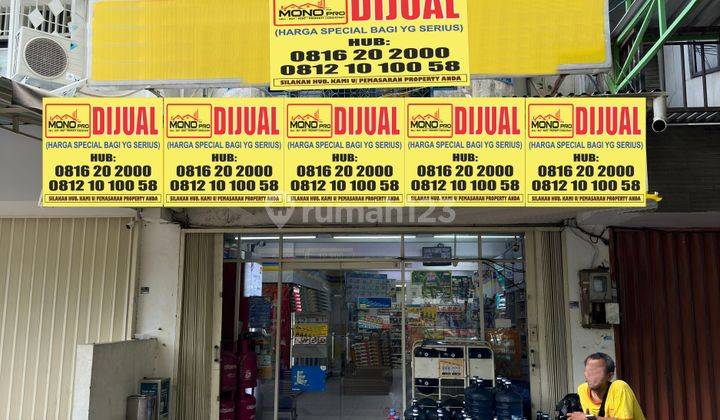 MONO PRO DIJUAL
(HARGA SPECIAL BAGI YG SERIUS)
HUB:
0816 20 2000
0812 10 100 58
SILAKAN HUB. KAMI U/ PEMASARAN PROPERTY ANDA
MONO PRO DIJUAL
(HARGA SPECIAL BAGI YG SERIUS)
HUB:
0816 20 2000
0812 10 100 58
SILAKAN HUB. KAMI U/ PEMASARAN PROPERTY ANDA
MONO PRO DIJUAL
(HARGA SPECIAL BAGI YG SERIUS)
HUB:
0816 20 2000
0812 10 100 58
SILAKAN HUB. KAMI U/ PEMASARAN PROPERTY ANDA
MONO PRO DIJUAL
(HARGA SPECIAL BAGI YG SERIUS)
HUB:
0816 20 2000
0812 10 100 58
SILAKAN HUB. KAMI U/ PEMASARAN PROPERTY ANDA
MONO PRO DIJUAL
(HARGA SPECIAL BAGI YG SERIUS)
HUB:
0816 20 2000
0812 10 100 58
SILAKAN HUB. KAMI U/ PEMASARAN PROPERTY ANDA
MONO PRO DIJUAL
(HARGA SPECIAL BAGI YG SERIUS)
HUB:
0816 20 2000
0812 10 100 58
SILAKAN HUB. KAMI U/ PEMASARAN PROPERTY ANDA
rumah123